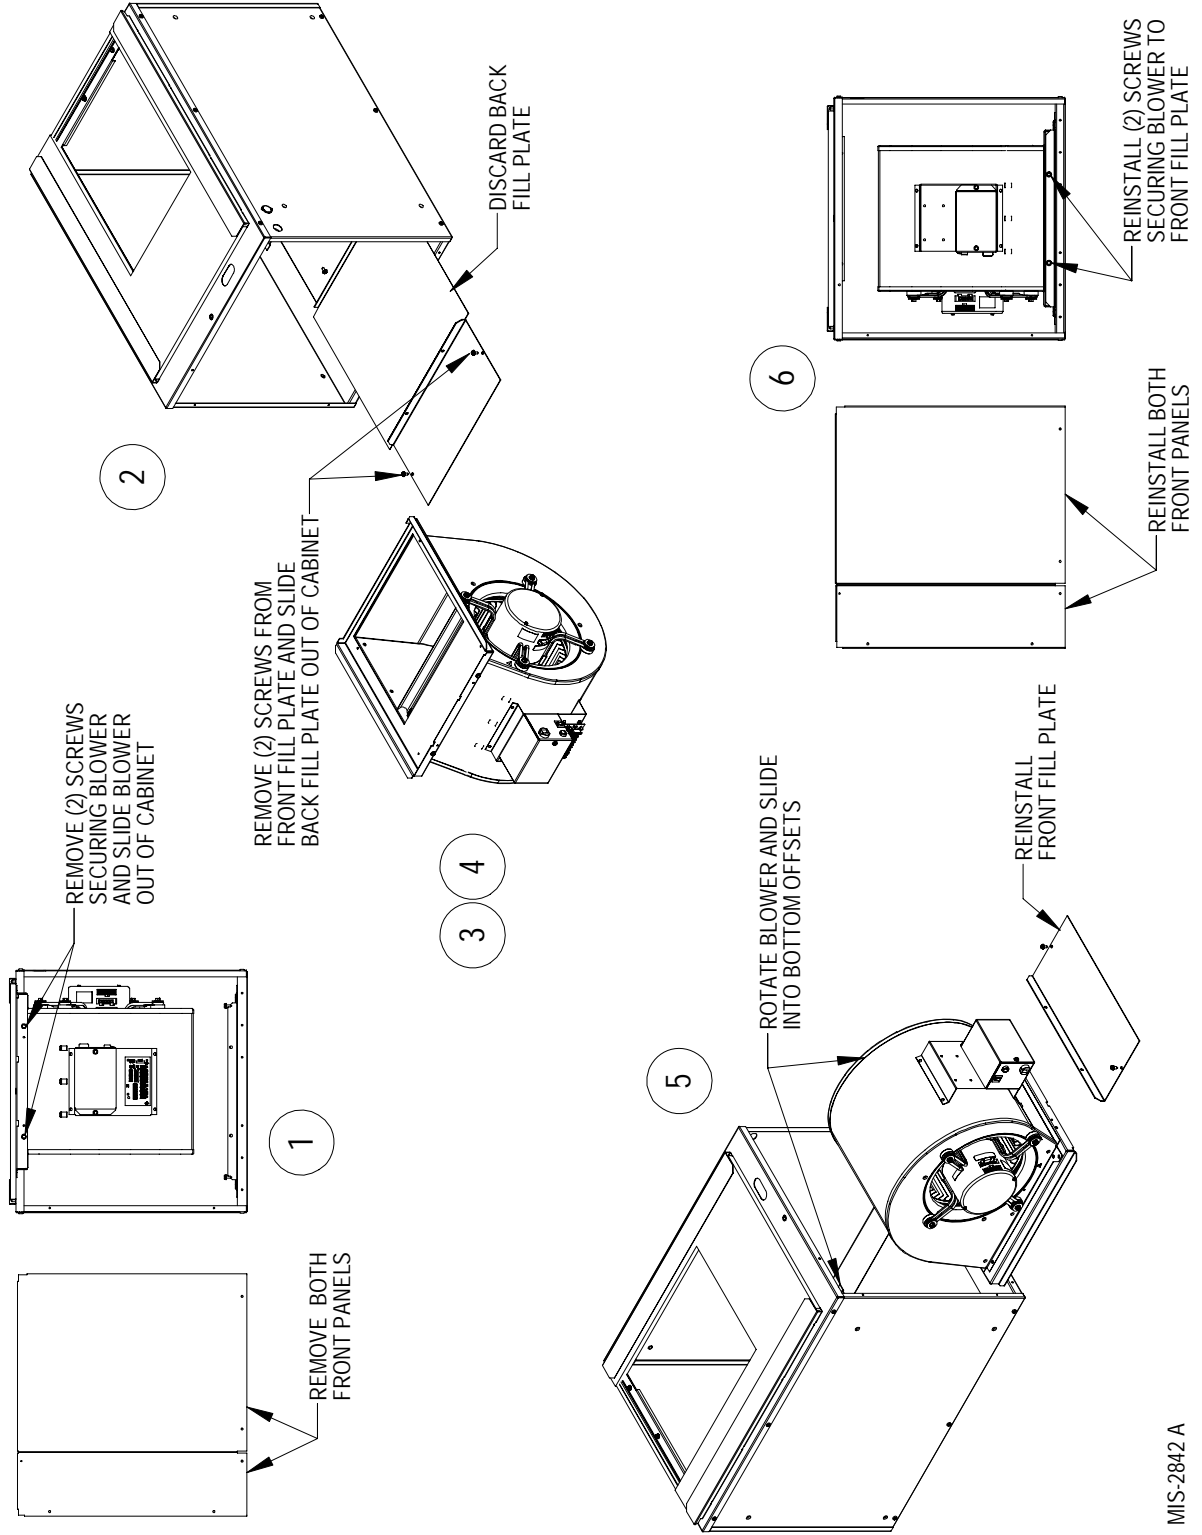 REMOVE BOTH
FRONT PANELS
1
REMOVE (2) SCREWS
SECURING BLOWER
AND SLIDE BLOWER
OUT OF CABINET
2
DISCARD BACK
FILL PLATE
REMOVE (2) SCREWS FROM
FRONT FILL PLATE AND SLIDE
BACK FILL PLATE OUT OF CABINET
3
4
5
ROTATE BLOWER AND SLIDE
INTO BOTTOM OFFSETS
REINSTALL
FRONT FILL PLATE
6
REINSTALL BOTH
FRONT PANELS
REINSTALL (2) SCREWS
SECURING BLOWER TO
FRONT FILL PLATE
MIS-2842 A